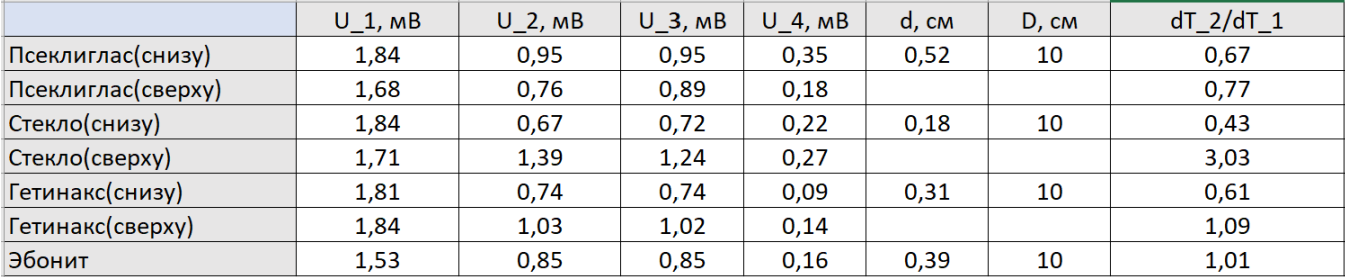 U_1, мВ U_2, мВ U_3, мВ U_4, мВ d, см D, см dT_2/dT_1
Псеклиглас(снизу) 1,84 0,95 0,95 0,35 0,52 10 0,67
Псеклиглас(сверху) 1,68 0,76 0,89 0,18 0,77
Стекло(снизу) 1,84 0,67 0,72 0,22 0,18 10 0,43
Стекло(сверху) 1,71 1,39 1,24 0,27 3,03
Гетинакс(снизу) 1,81 0,74 0,74 0,09 0,31 10 0,61
Гетинакс(сверху) 1,84 1,03 1,02 0,14 1,09
Эбонит 1,53 0,85 0,85 0,16 0,39 10 1,01